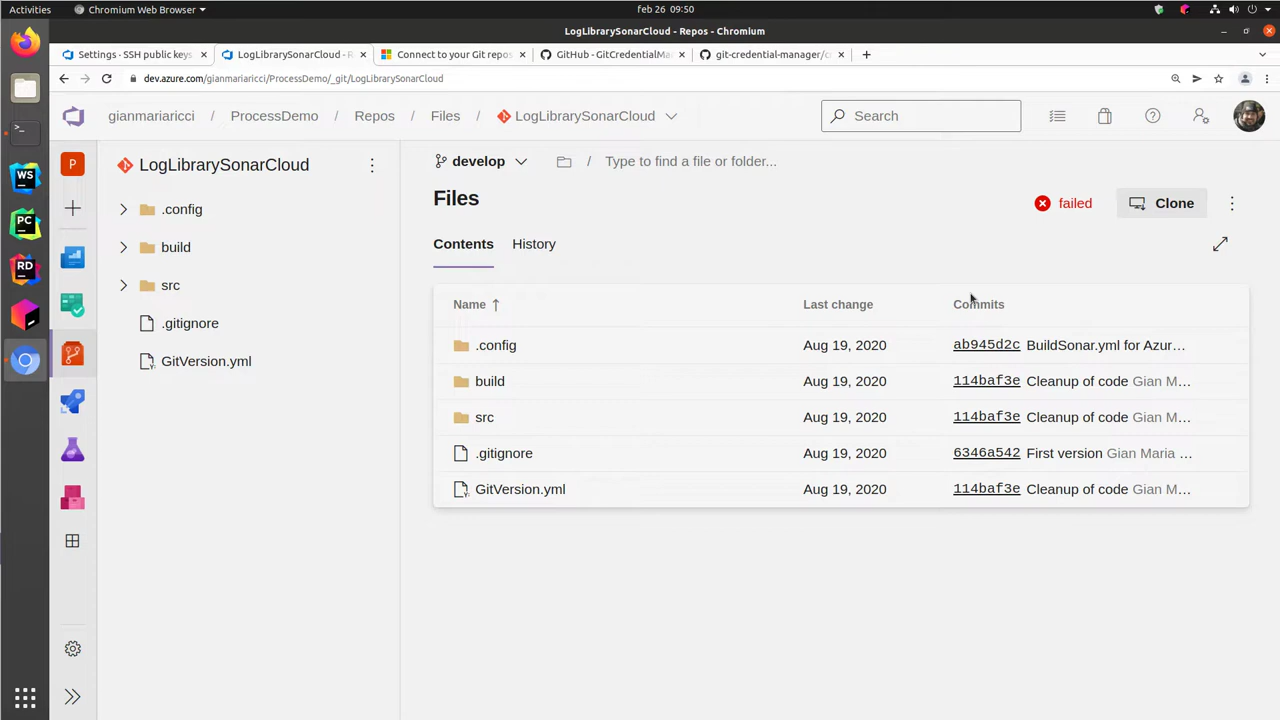 Activities
Chromium Web Browser
feb 26 09:50
LogLibrarySonarCloud - Repos - Chromium
Settings · SSH public keys
LogLibrarySonarCloud - R
Connect to your Git repos
GitHub - GitCredentialMa
git-credential-manager/c
dev.azure.com/gianmariaricci/ProcessDemo/_git/LogLibrarySonarCloud
gianmariaricci / ProcessDemo / Repos / Files / LogLibrarySonarCloud
Search
P
LogLibrarySonarCloud
.config
build
src
.gitignore
GitVersion.yml
develop / Type to find a file or folder...
Files
failed
Clone
Contents History
Name Last change Commits
.config Aug 19, 2020 ab945d2c BuildSonar.yml for Azur…
build Aug 19, 2020 114baf3e Cleanup of code Gian M…
src Aug 19, 2020 114baf3e Cleanup of code Gian M…
.gitignore Aug 19, 2020 6346a542 First version Gian Maria …
GitVersion.yml Aug 19, 2020 114baf3e Cleanup of code Gian M…
WS
PC
RD